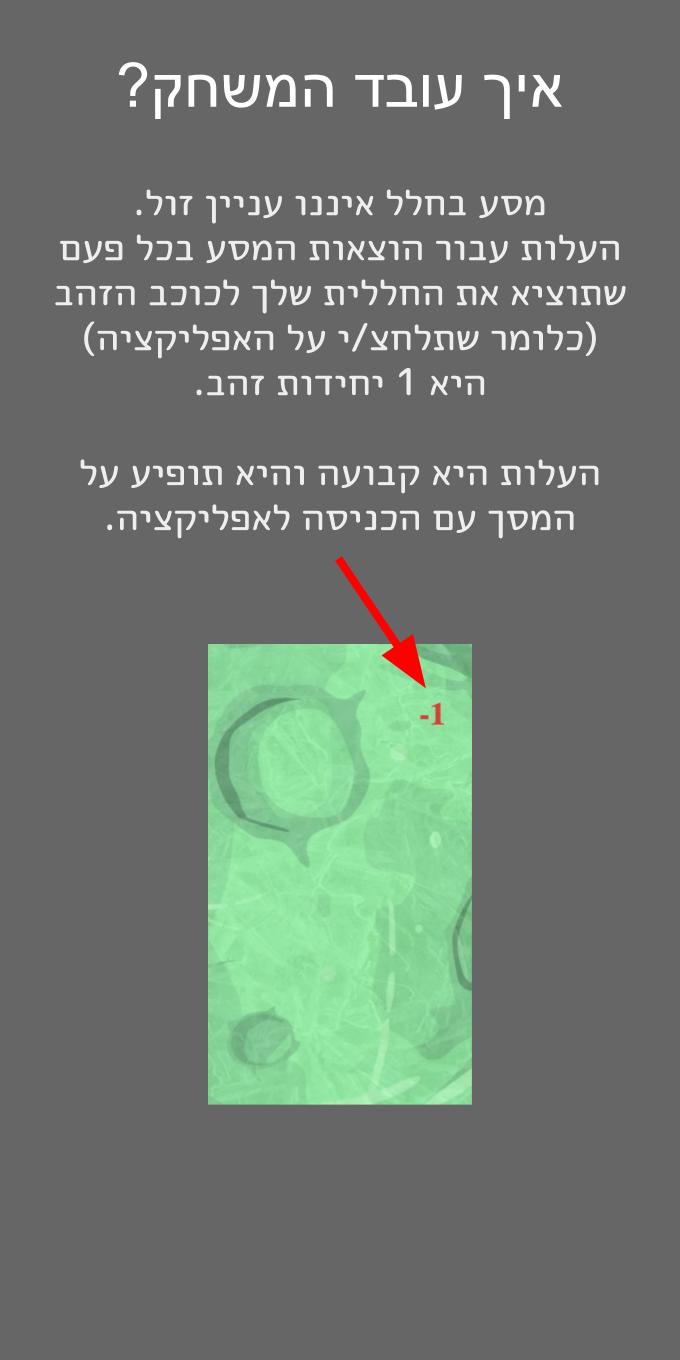 איך עובד המשחק?
מסע בחלל איננו עניין זול.
העלות עבור הוצאות המסע בכל פעם
שתוציא את החללית שלך לכוכב הזהב
(כלומר שתלחצ/י על האפליקציה)
היא 1 יחידות זהב.
העלות היא קבועה והיא תופיע על
המסך עם הכניסה לאפליקציה.
-1